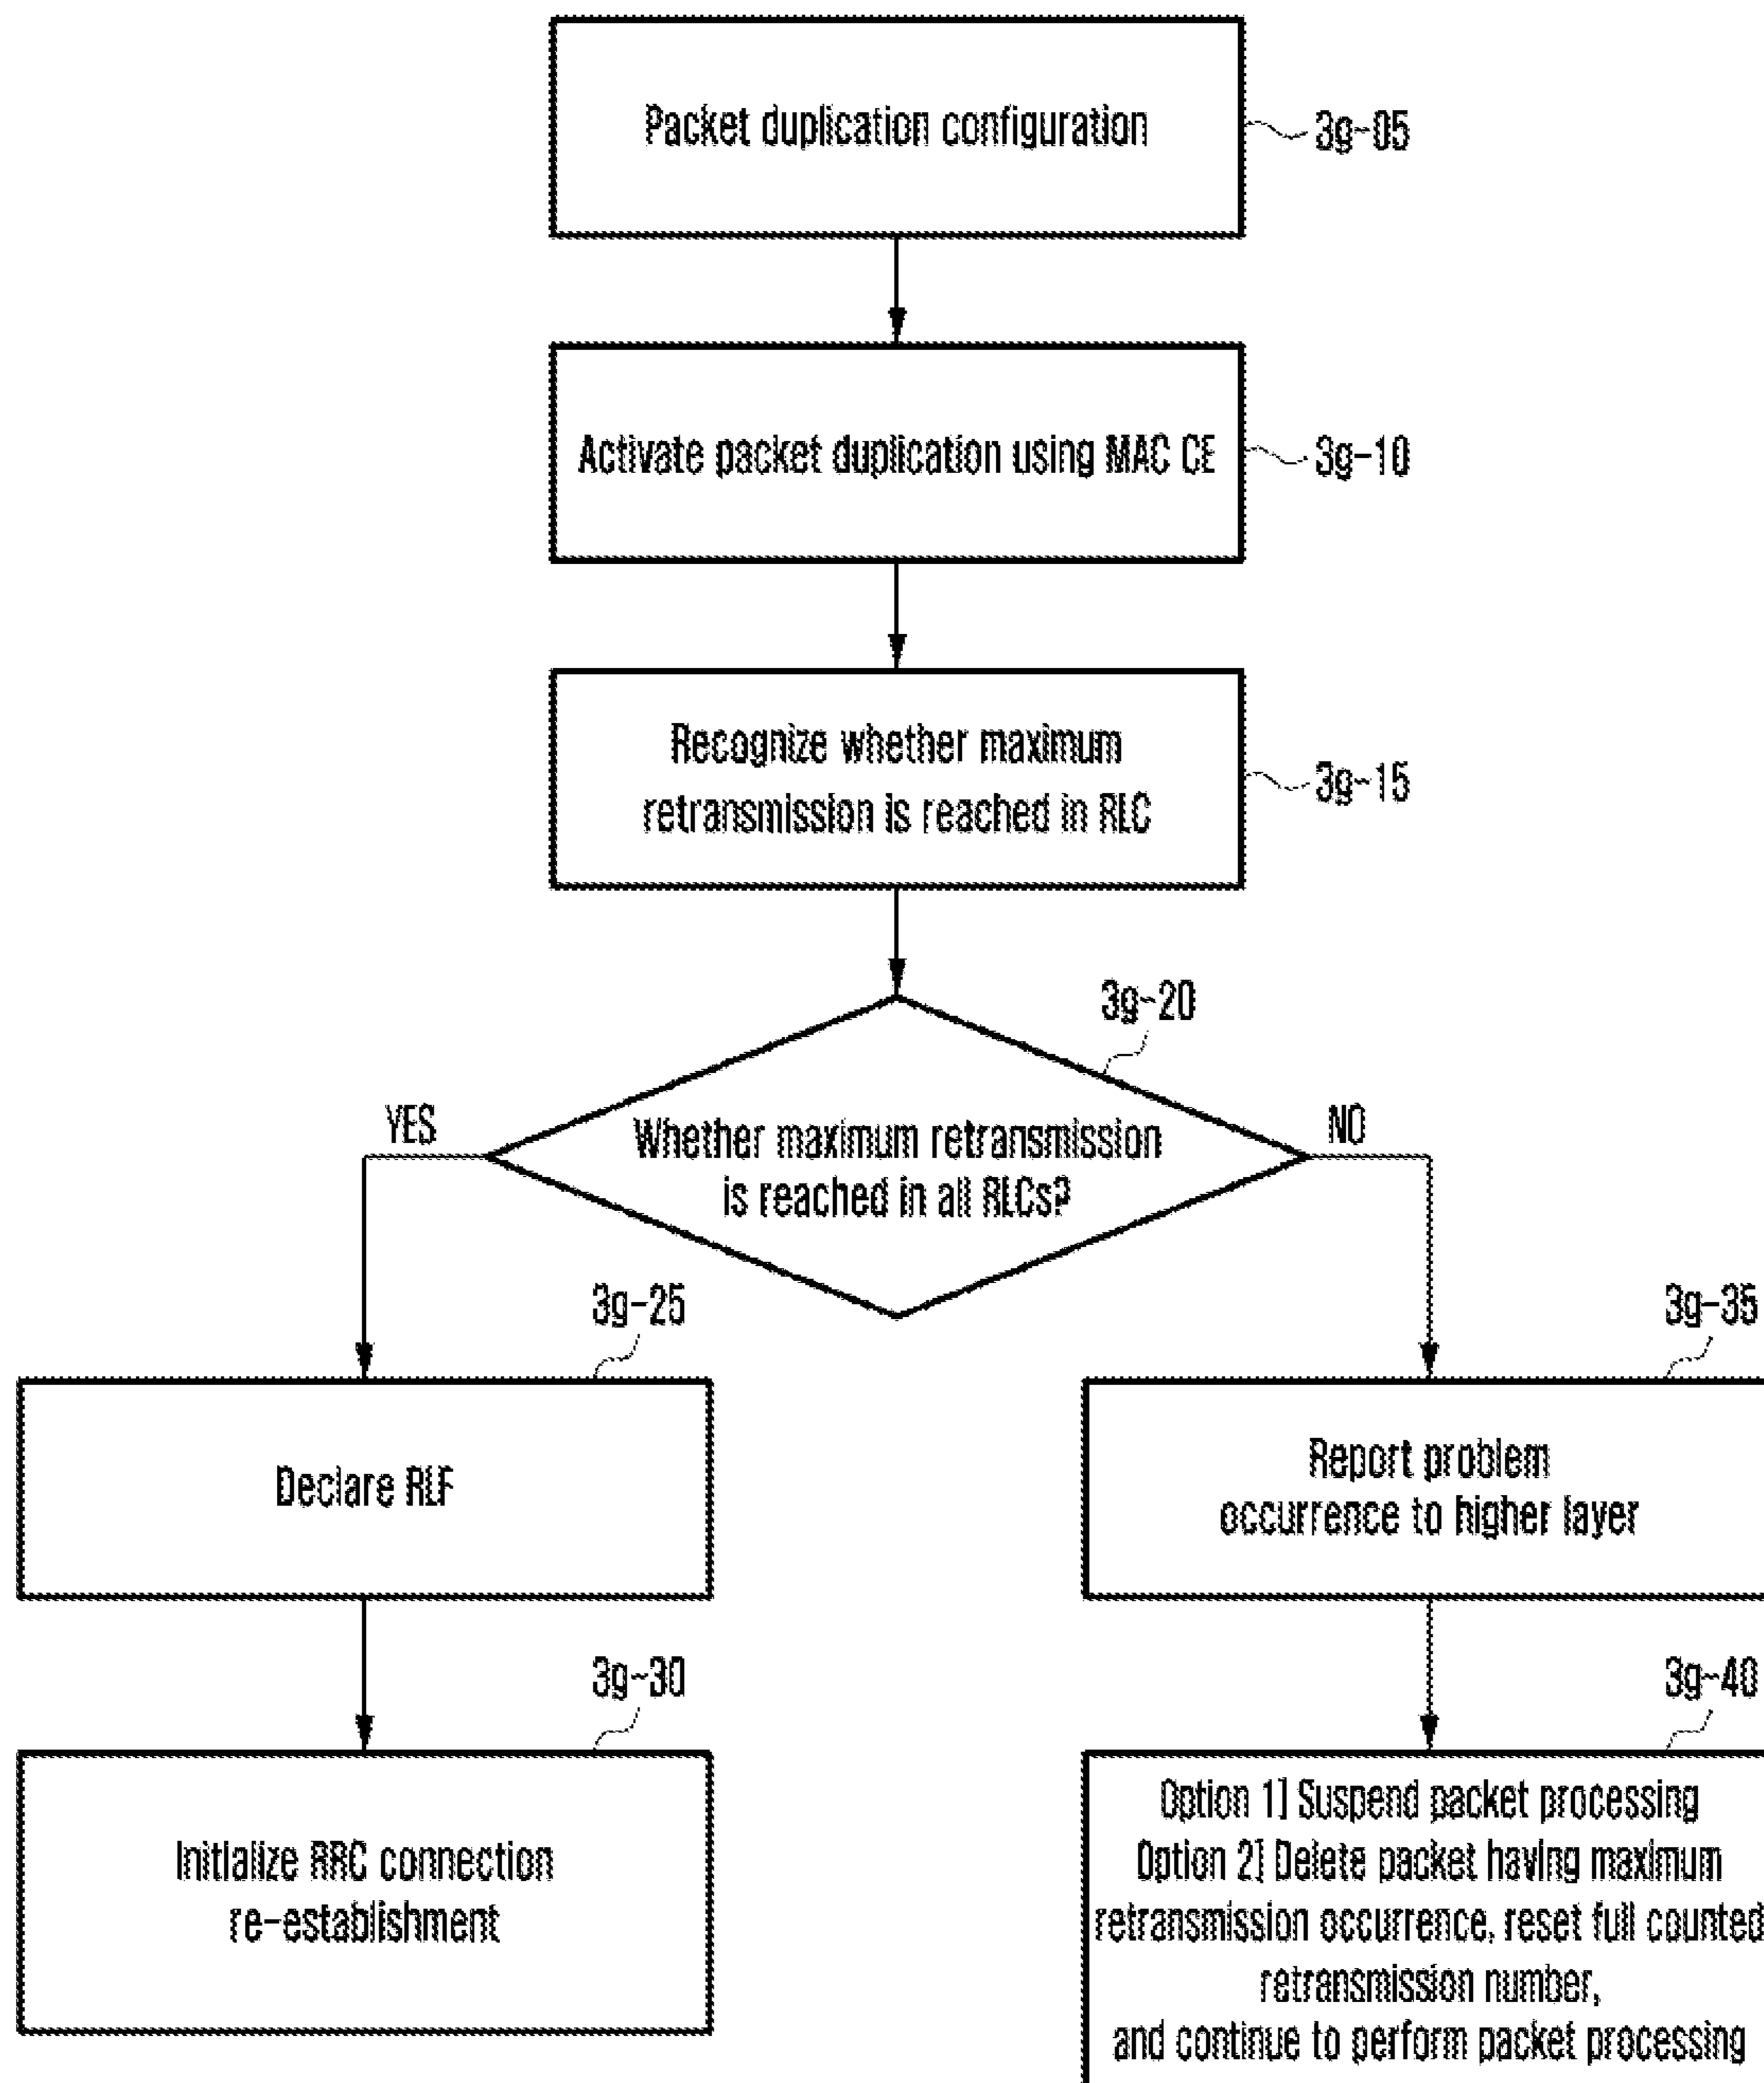 Packet duplication configuration
3g-05
Activate packet duplication using MAC CE
3g-10
Recognize whether maximum
retransmission is reached in RLC
3g-15
3g-20
YES
Whether maximum retransmission
is reached in all RLCs?
NO
3g-25
Declare RLF
3g-35
Report problem
occurrence to higher layer
3g-30
Initialize RRC connection
re-establishment
3g-40
Option 1] Suspend packet processing
Option 2] Delete packet having maximum
retransmission occurrence, reset full counted
retransmission number,
and continue to perform packet processing